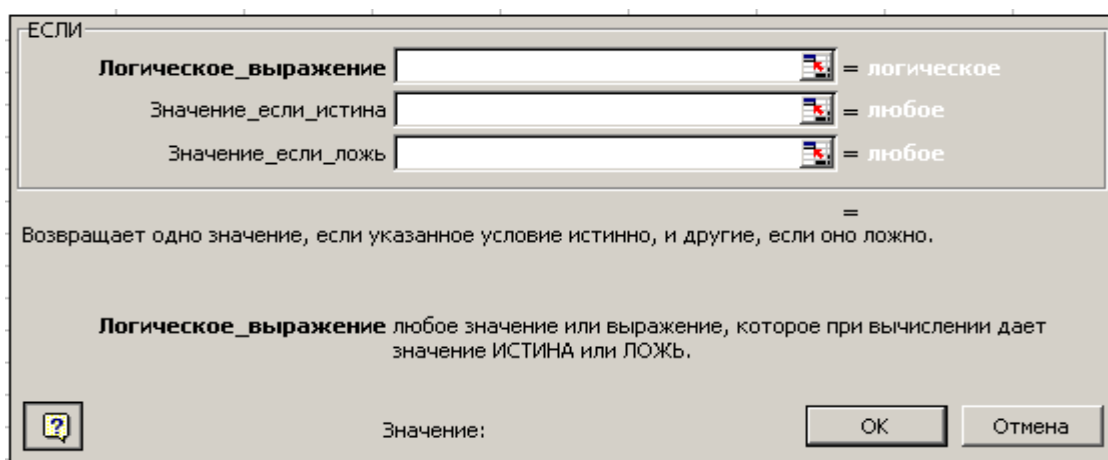 ЕСЛИ
Логическое_выражение = логическое
Значение_если_истина = любое
Значение_если_ложь = любое
=
Возвращает одно значение, если указанное условие истинно, и другие, если оно ложно.
Логическое_выражение любое значение или выражение, которое при вычислении дает
значение ИСТИНА или ЛОЖЬ.
? Значение: ОК Отмена